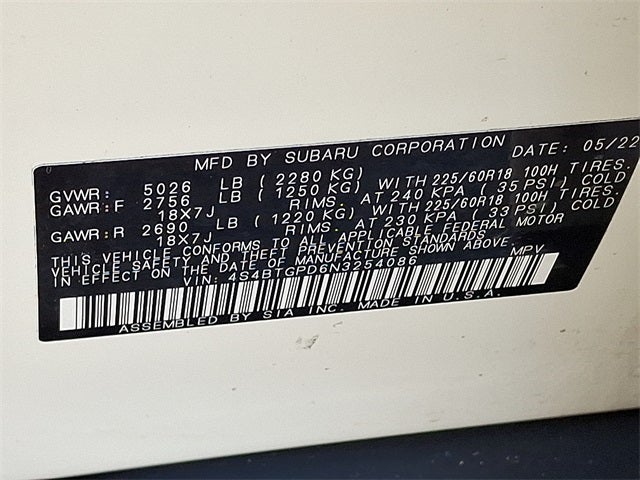 MFD BY SUBARU CORPORATION DATE: 05/22
GVWR: 5026 LB ( 2280 KG)
GAWR:F 2756 LB ( 1250 KG) WITH 225/60R18 100H TIRES.
18X7J RIMS. AT 240 KPA ( 35 PSI) COLD
GAWR:R 2690 LB ( 1220 KG) WITH 225/60R18 100H TIRES.
18X7J RIMS. AT 230 KPA ( 33 PSI) COLD
THIS VEHICLE CONFORMS TO ALL APPLICABLE FEDERAL MOTOR
VEHICLE SAFETY AND THEFT PREVENTION STANDARDS
IN EFFECT ON THE DATE OF MANUFACTURE SHOWN ABOVE.
VIN: 4S4BTGPD6N3254086 MPV
ASSEMBLED BY SIA INC. MADE IN U.S.A.